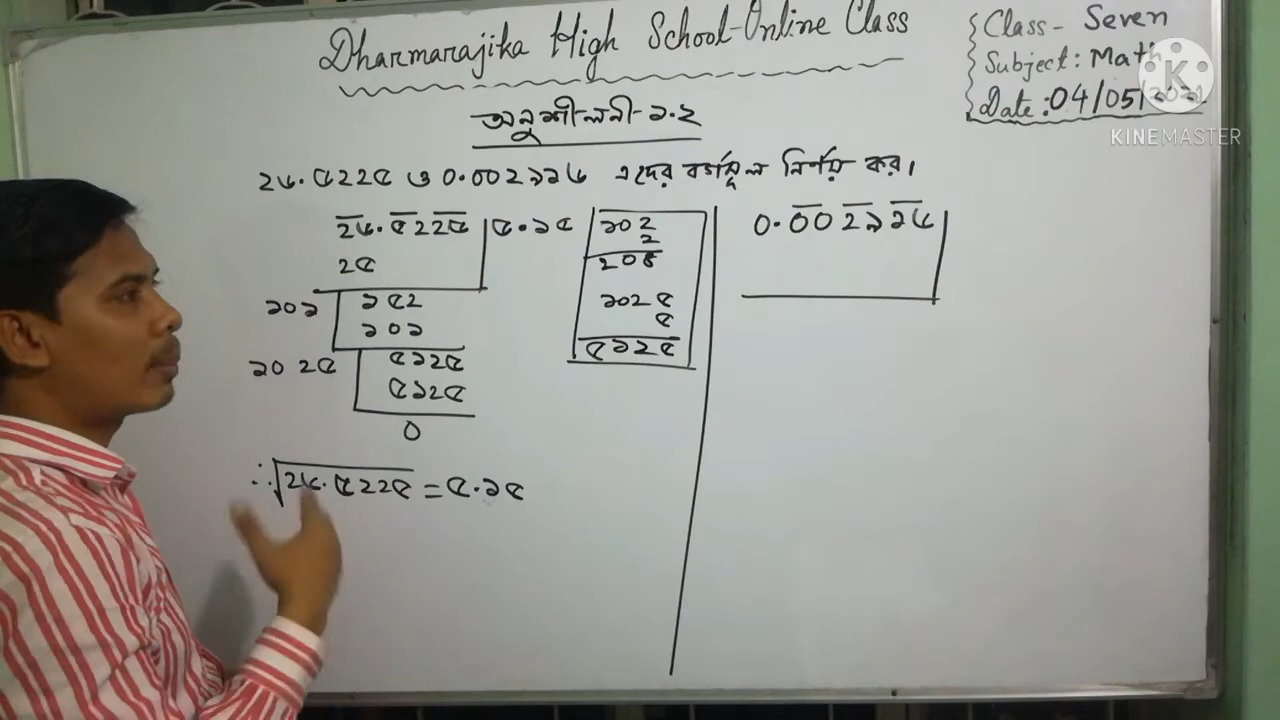 Dharmarajika High School-Online Class
Class - Seven
Subject: Math
Date: 04/05/2021
KINEMASTER
অনুশীলনী-১.২
২৬.৫২২৫ ও ০.০০২৯১৬ এদের বর্গমূল নির্ণয় কর।
২৬.৫২২৫ ৫.১৫
২৫
১০১ ১৫২
১০১
১০২৫ ৫১২৫
৫১২৫
০
∴ √২৬.৫২২৫ = ৫.১৫
১০২
২
২০৪
১০২৫
৫
৫১২৫
০.০০২৯১৬